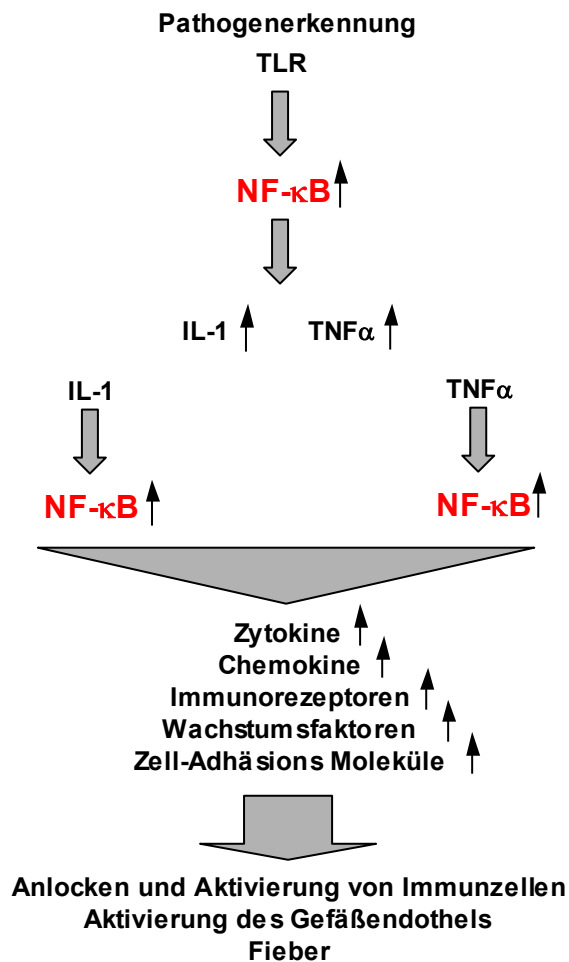 Pathogenerkennung
TLR
NF-κB
IL-1 TNFα
IL-1 TNFα
NF-κB NF-κB
Zytokine
Chemokine
Immunorezeptoren
Wachstumsfaktoren
Zell-Adhäsions Moleküle
Anlocken und Aktivierung von Immunzellen
Aktivierung des Gefäßendothels
Fieber